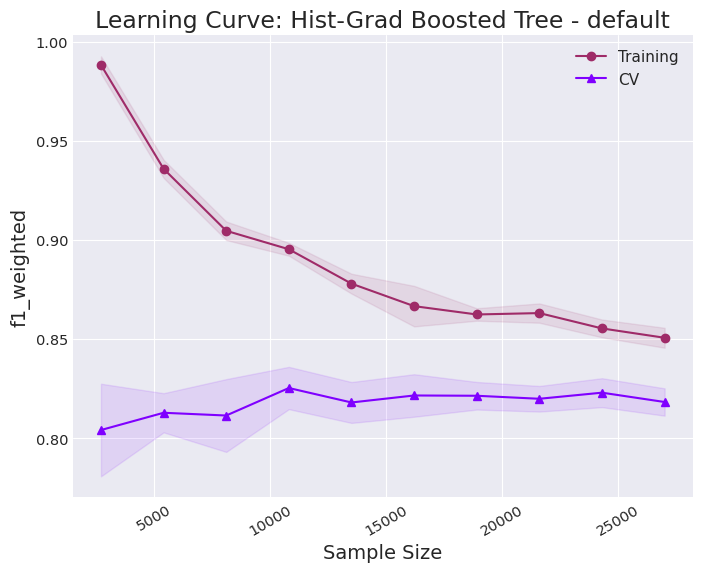 Learning Curve: Hist-Grad Boosted Tree - default
Training
CV
f1_weighted
1.00
0.95
0.90
0.85
0.80
5000
10000
15000
20000
25000
Sample Size